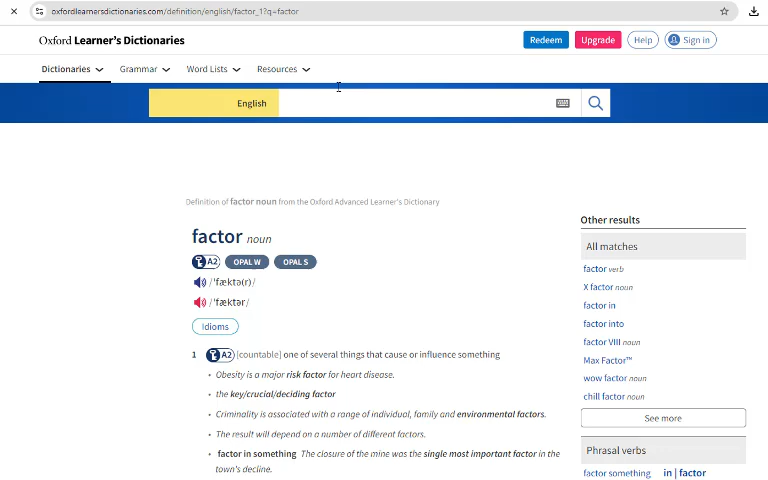 oxfordlearnersdictionaries.com/definition/english/factor_1?q=factor
Oxford Learner's Dictionaries
Redeem
Upgrade
Help
Sign in
Dictionaries
Grammar
Word Lists
Resources
English
Definition of factor noun from the Oxford Advanced Learner's Dictionary
factor noun
A2 OPAL W OPAL S
/ˈfæktə(r)/
/ˈfæktər/
Idioms
1 A2 [countable] one of several things that cause or influence something
• Obesity is a major risk factor for heart disease.
• the key/crucial/deciding factor
• Criminality is associated with a range of individual, family and environmental factors.
• The result will depend on a number of different factors.
• factor in something The closure of the mine was the single most important factor in the
town's decline.
Other results
All matches
factor verb
X factor noun
factor in
factor into
factor VIII noun
Max Factor™
wow factor noun
chill factor noun
See more
Phrasal verbs
factor something in | factor